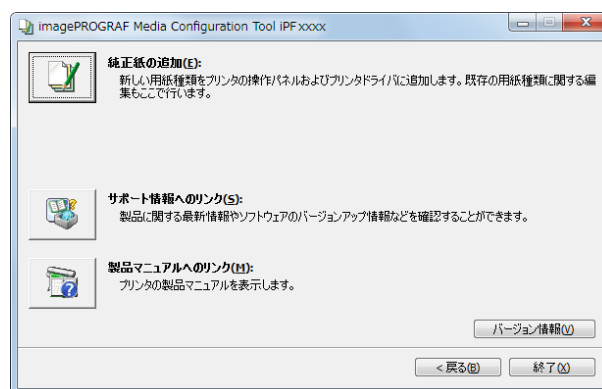 imagePROGRAF Media Configuration Tool iPFxxxx
純正紙の追加(E):
新しい用紙種類をプリンタの操作パネルおよびプリンタドライバに追加します。既存の用紙種類に関する編
集もここで行います。
サポート情報へのリンク(S):
製品に関する最新情報やソフトウェアのバージョンアップ情報などを確認することができます。
製品マニュアルへのリンク(M):
プリンタの製品マニュアルを表示します。
バージョン情報(V)
< 戻る(B)
終了(X)